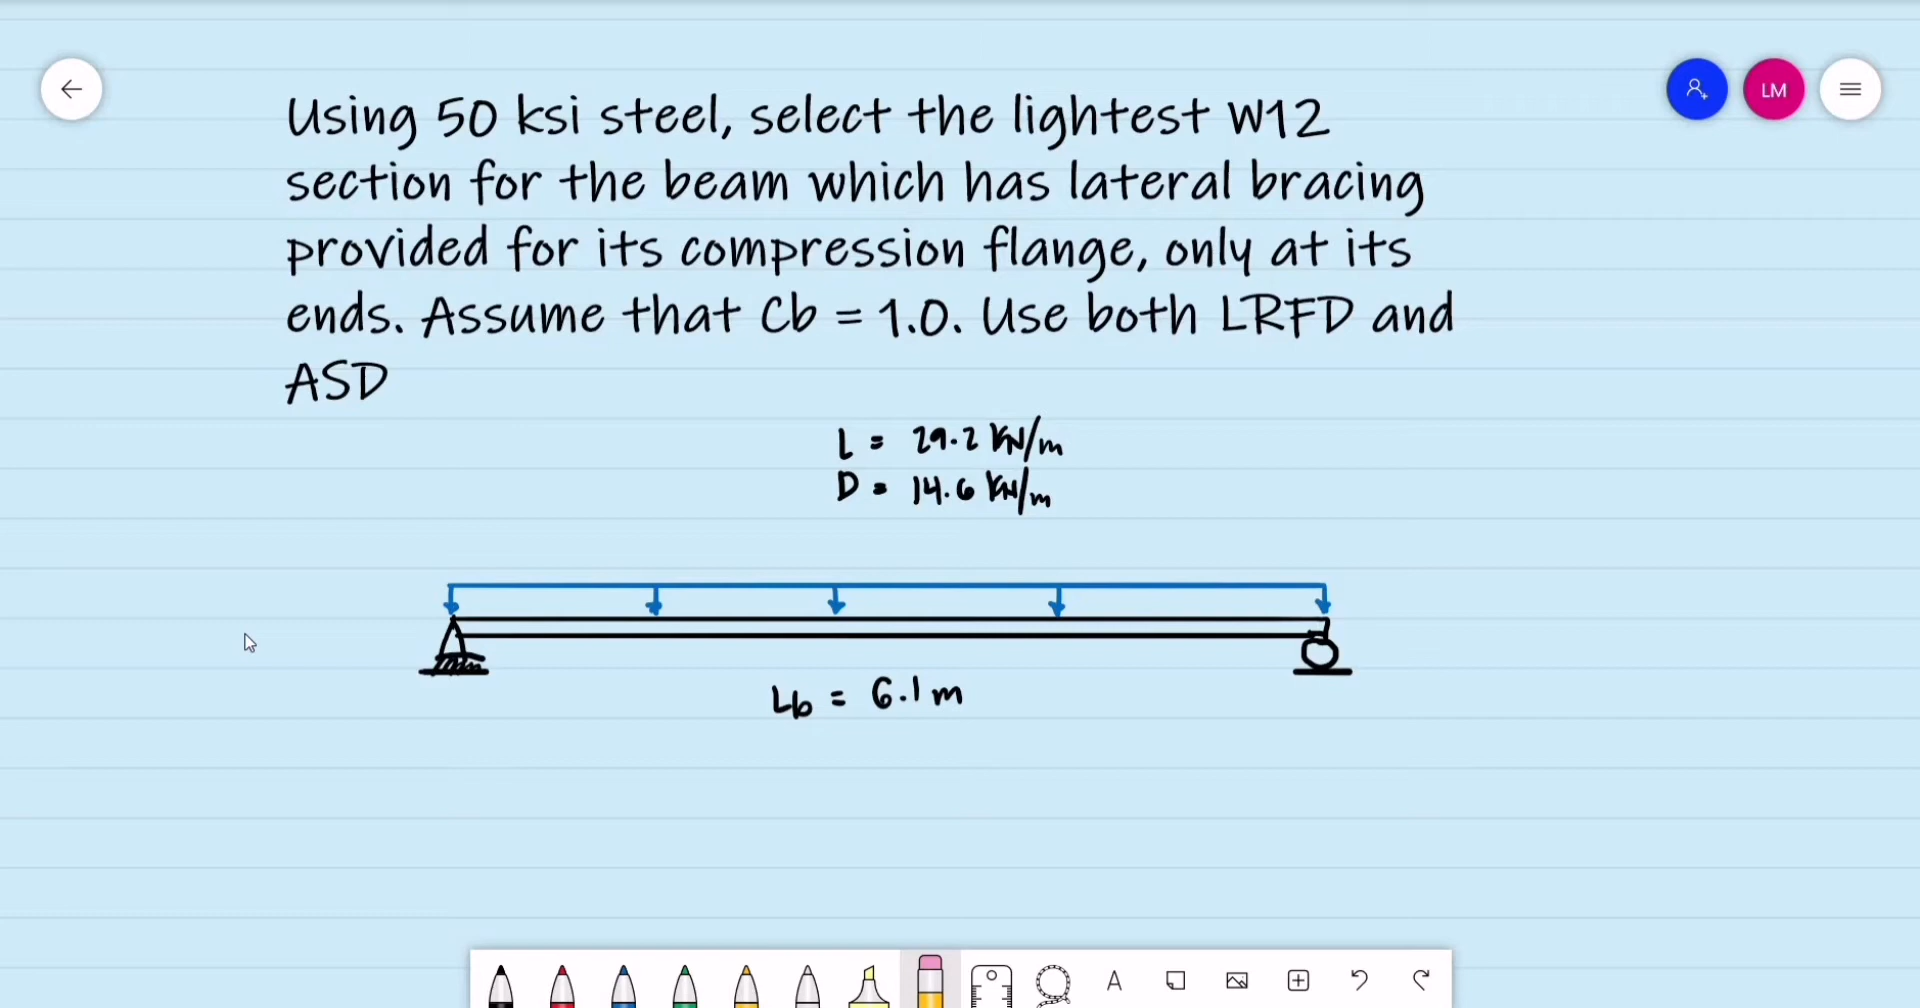 LM
Using 50 ksi steel, select the lightest W12
section for the beam which has lateral bracing
provided for its compression flange, only at its
ends. Assume that Cb = 1.0. Use both LRFD and
ASD
L = 29.2 kN/m
D = 14.6 kN/m
Lb = 6.1 m
A